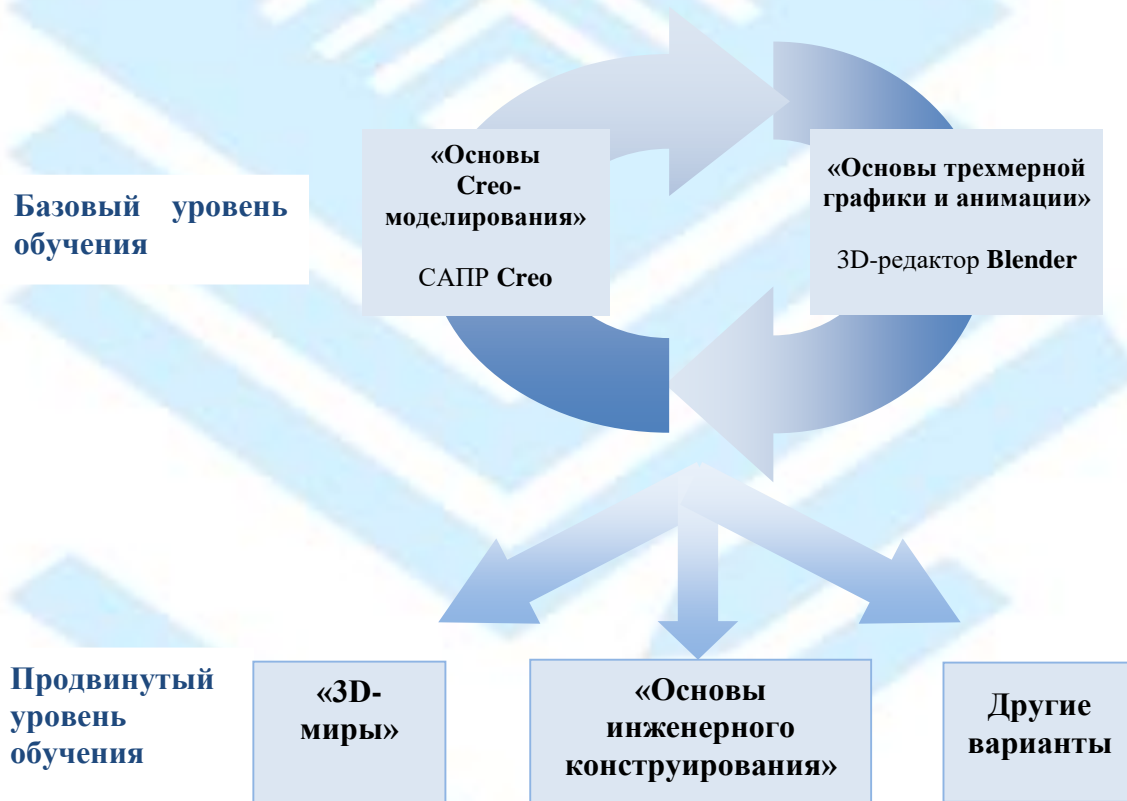 Базовый уровень
обучения
«Основы
Creo-
моделирования»
САПР Creo
«Основы трехмерной
графики и анимации»
3D-редактор Blender
Продвинутый
уровень
обучения
«3D-
миры»
«Основы
инженерного
конструирования»
Другие
варианты